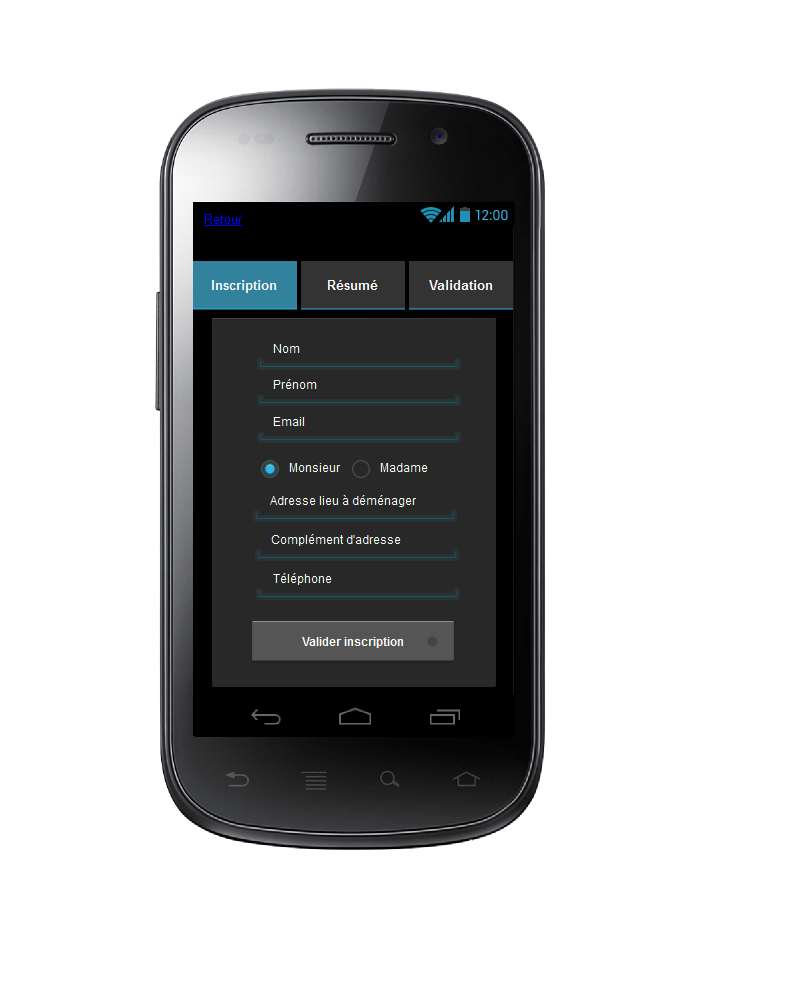 Retour
12:00
Inscription
Résumé
Validation
Nom
Prénom
Email
Monsieur
Madame
Adresse lieu à déménager
Complément d'adresse
Téléphone
Valider inscription